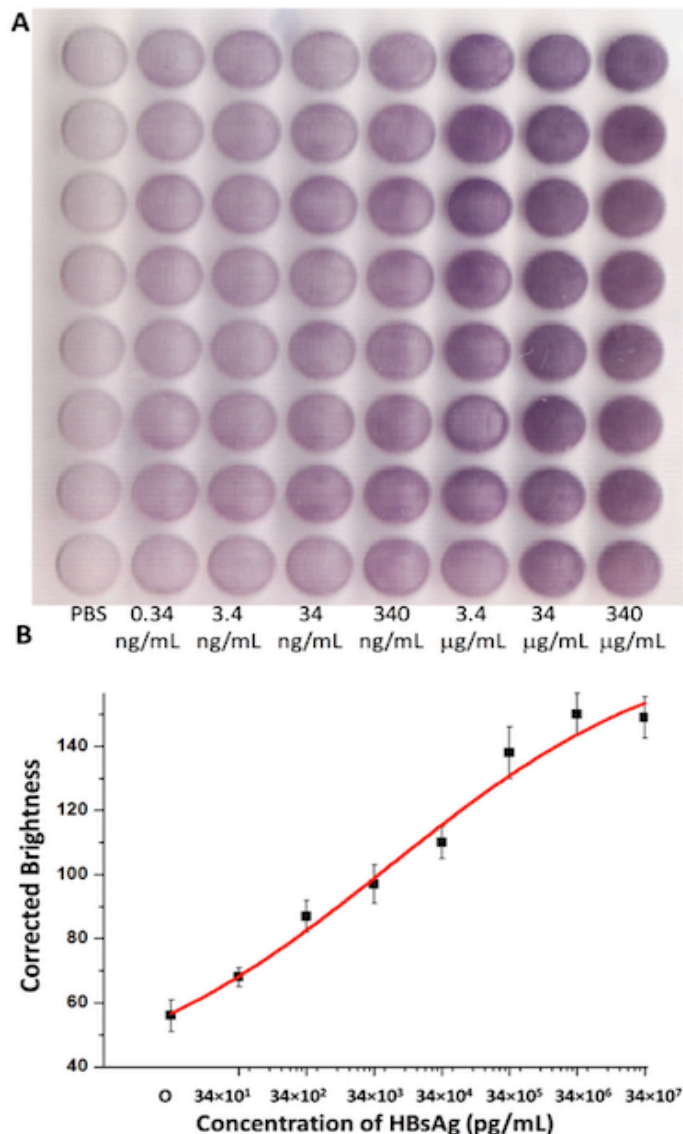 A
PBS 0.34 3.4 34 340 3.4 34 340
ng/mL ng/mL ng/mL ng/mL µg/mL µg/mL µg/mL
B
140
120
100
80
60
40
Corrected Brightness
O 34×10¹ 34×10² 34×10³ 34×10⁴ 34×10⁵ 34×10⁶ 34×10⁷
Concentration of HBsAg (pg/mL)